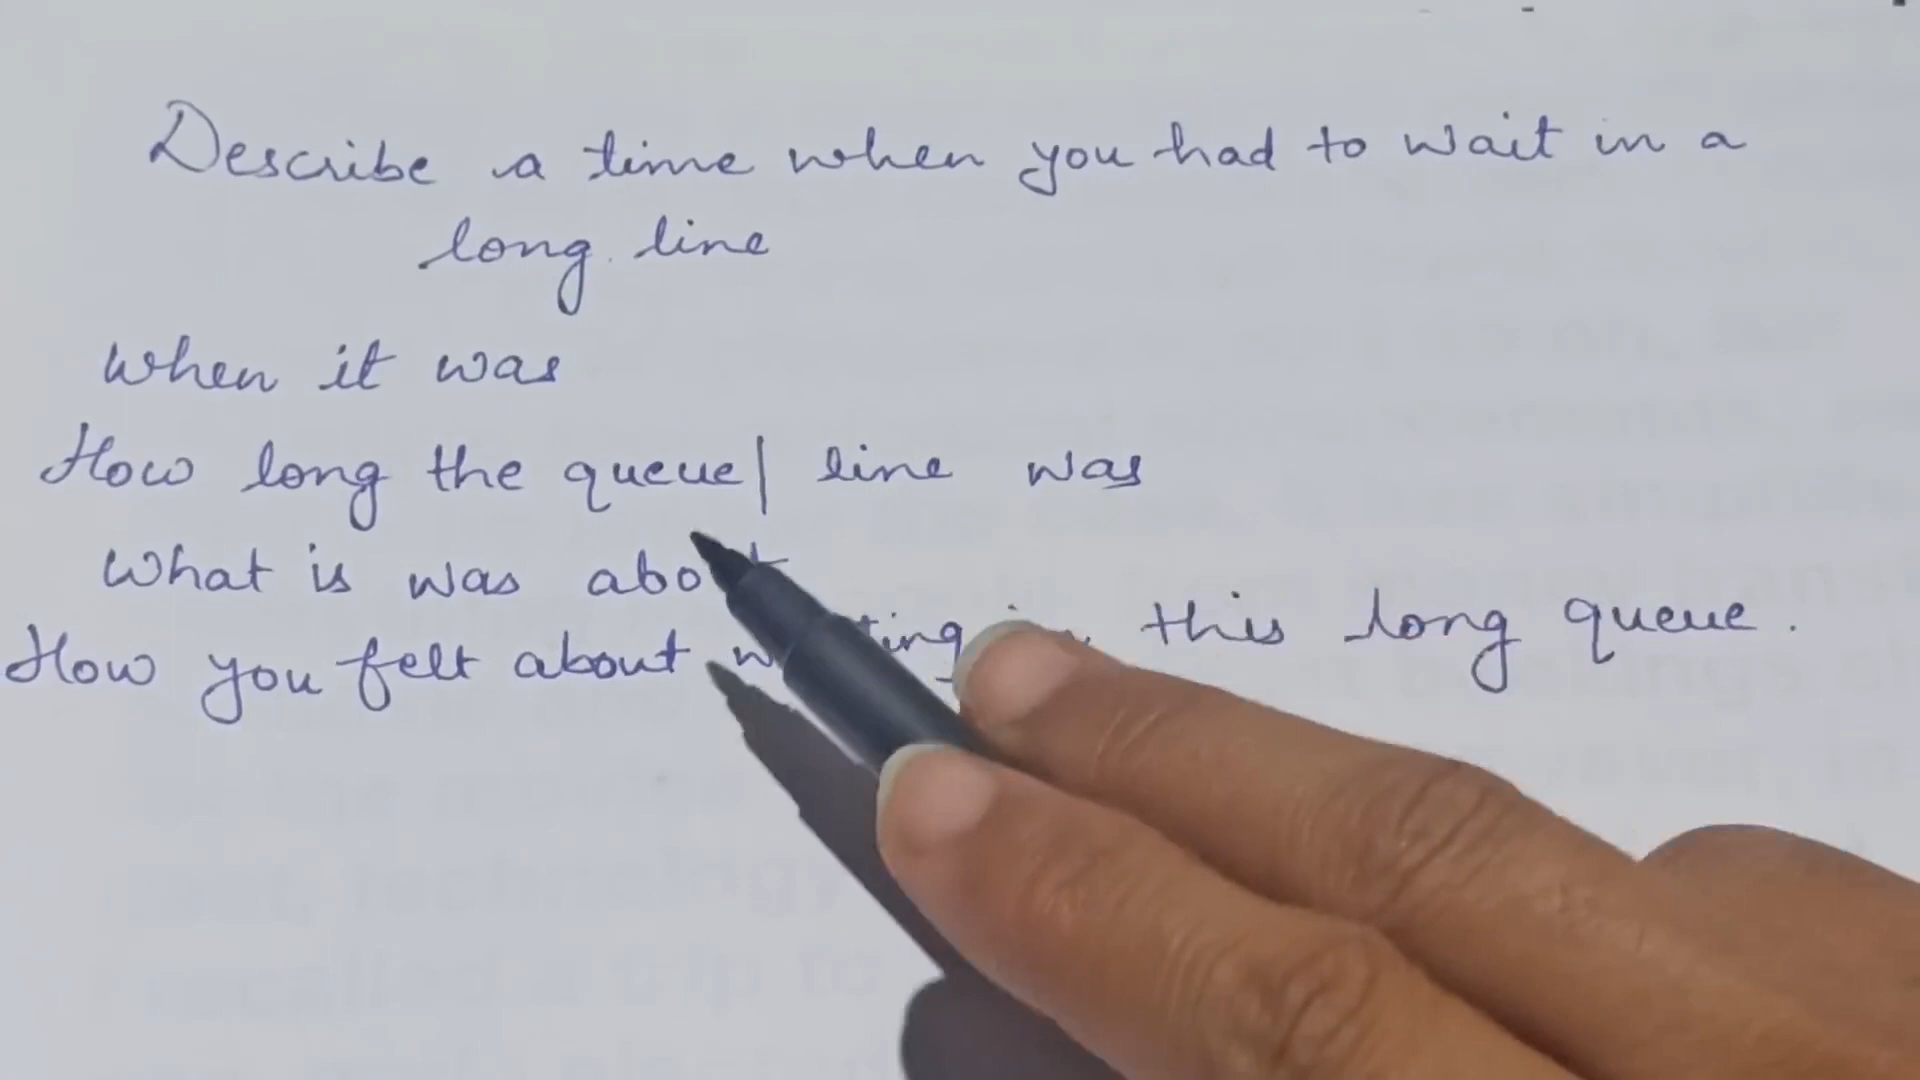 Describe a time when you had to wait in a
long line
When it was
How long the queue/ line was
What is was
How you felt about this long queue.